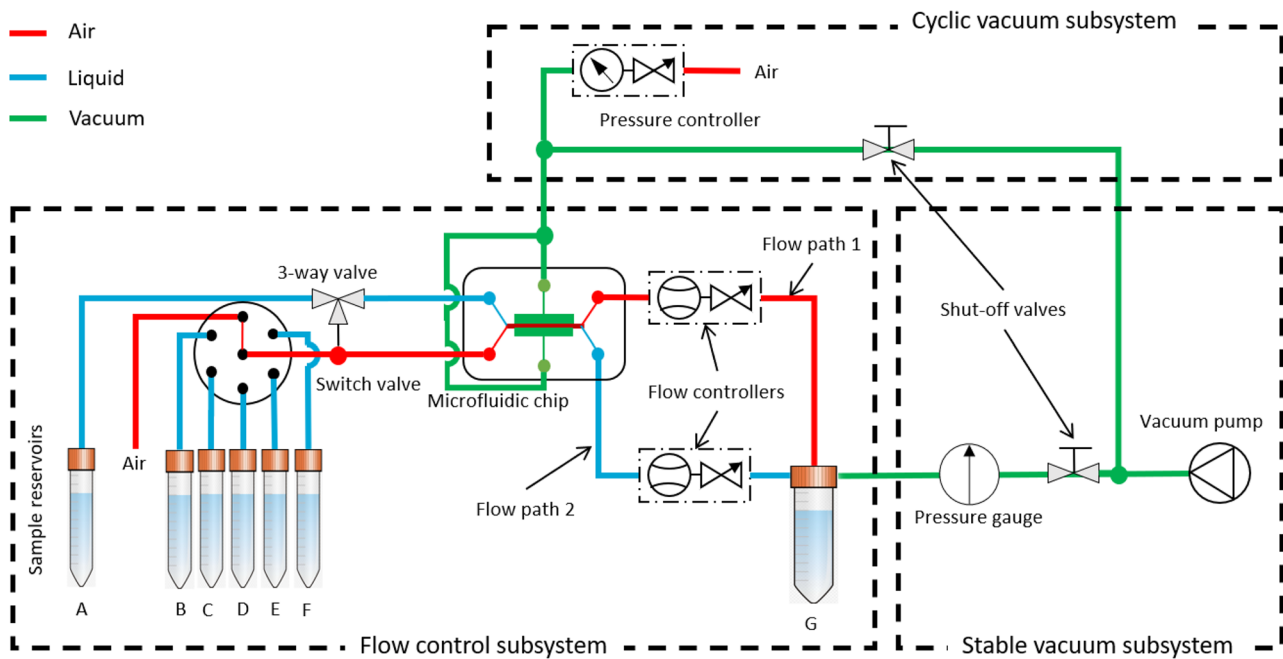 Cyclic vacuum subsystem
Air
Liquid
Vacuum
Air
Pressure controller
3-way valve
Flow path 1
Shut-off valves
Switch valve
Microfluidic chip
Flow controllers
Vacuum pump
Air
Sample reservoirs
Flow path 2
Pressure gauge
A
B
C
D
E
F
G
Flow control subsystem
Stable vacuum subsystem